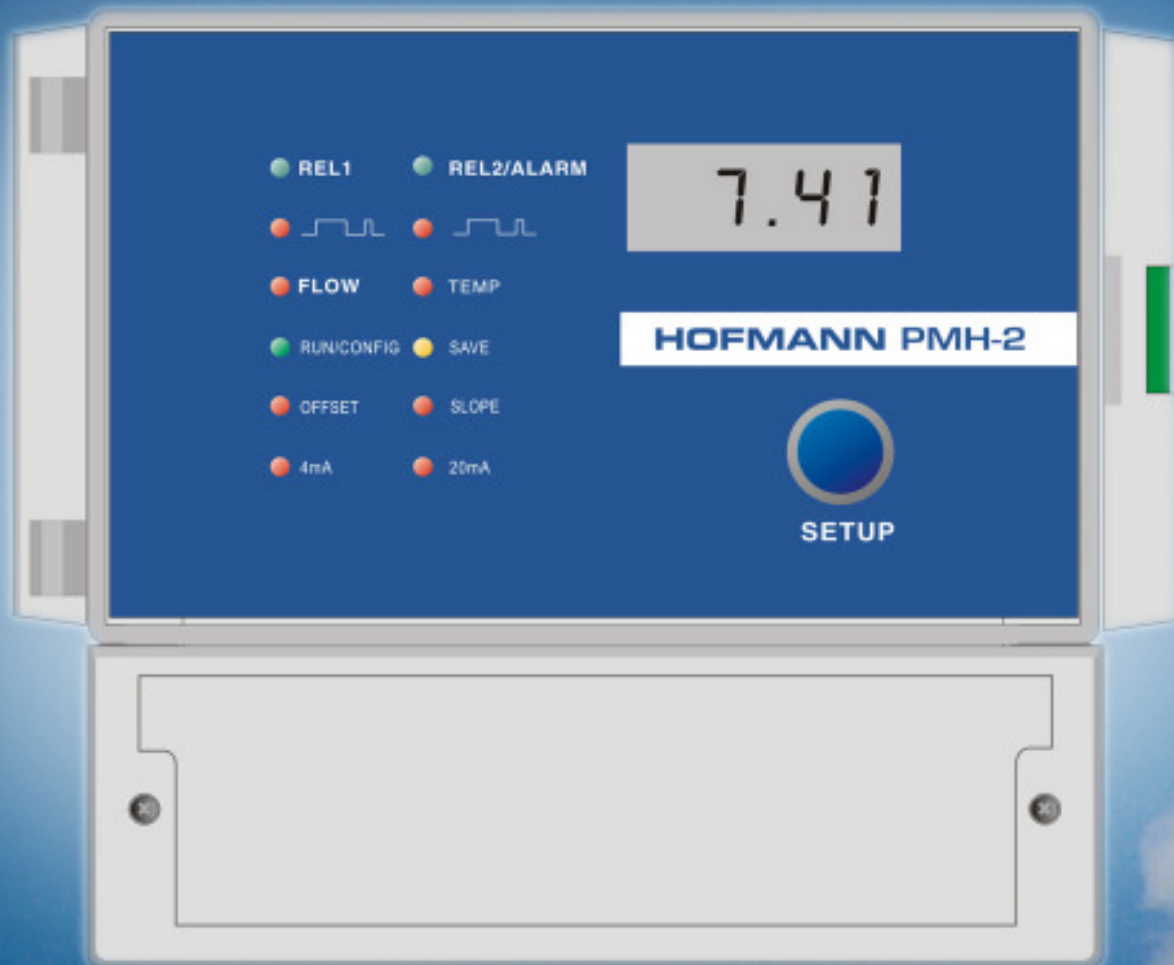 REL1 REL2/ALARM
7.41
FLOW TEMP
HOFMANN PMH-2
RUN/CONFIG SAVE
OFFSET SLOPE
4mA 20mA
SETUP